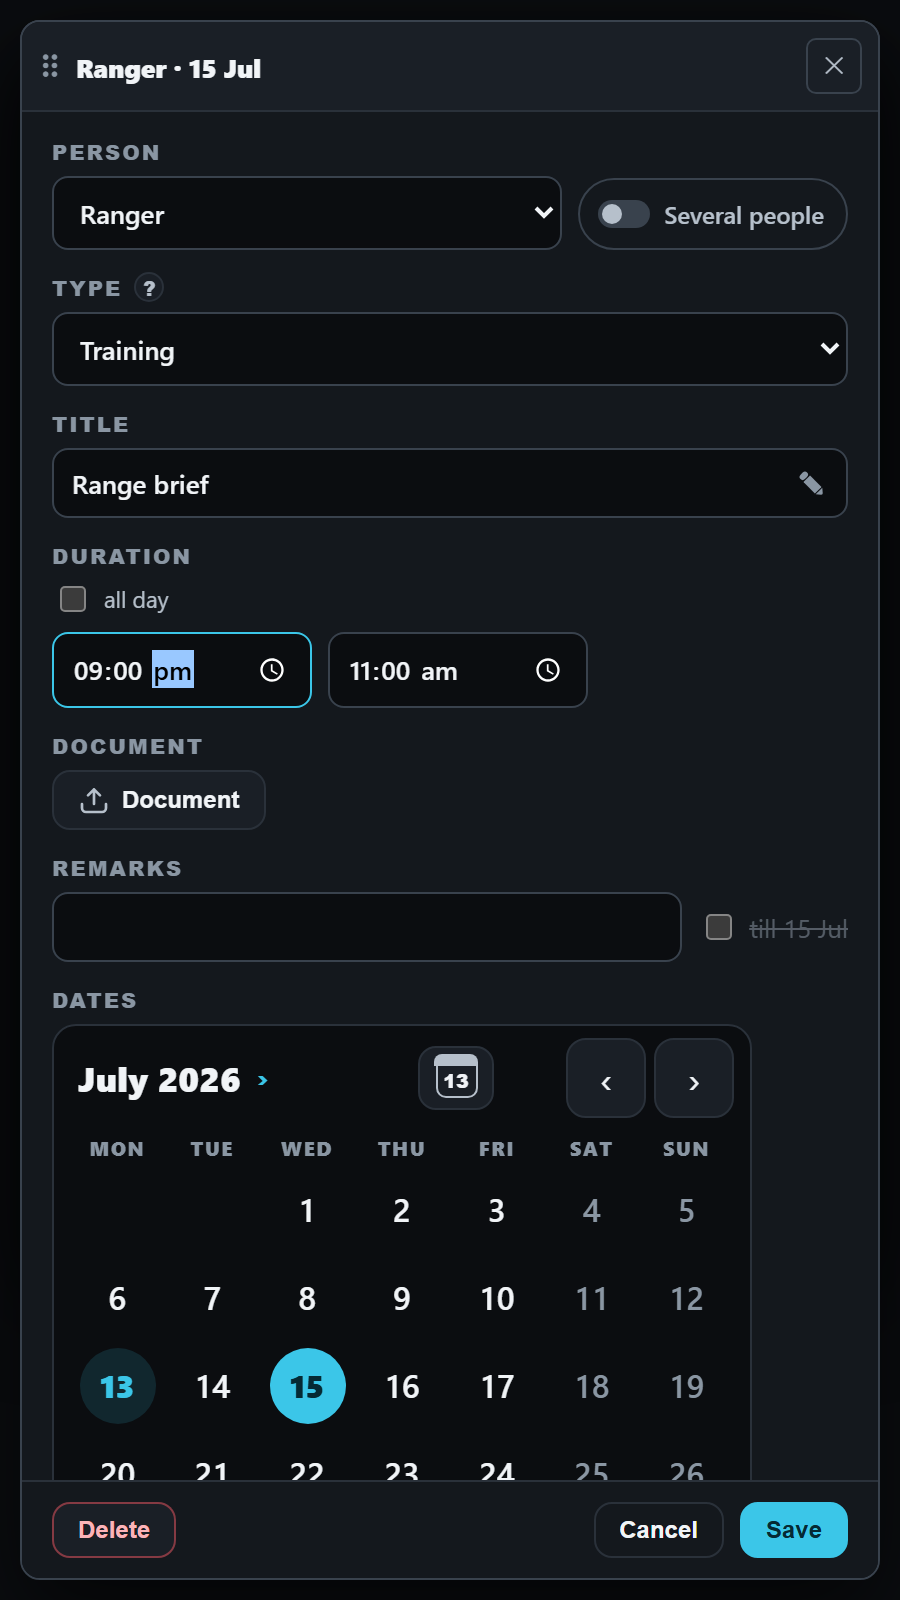 Ranger · 15 Jul
PERSON
Ranger
Several people
TYPE ?
Training
TITLE
Range brief
DURATION
all day
09:00 pm
11:00 am
DOCUMENT
Document
REMARKS
till 15 Jul
DATES
July 2026 ›
13
‹ ›
MON TUE WED THU FRI SAT SUN
1 2 3 4 5
6 7 8 9 10 11 12
13 14 15 16 17 18 19
20 21 22 23 24 25 26
Delete
Cancel
Save